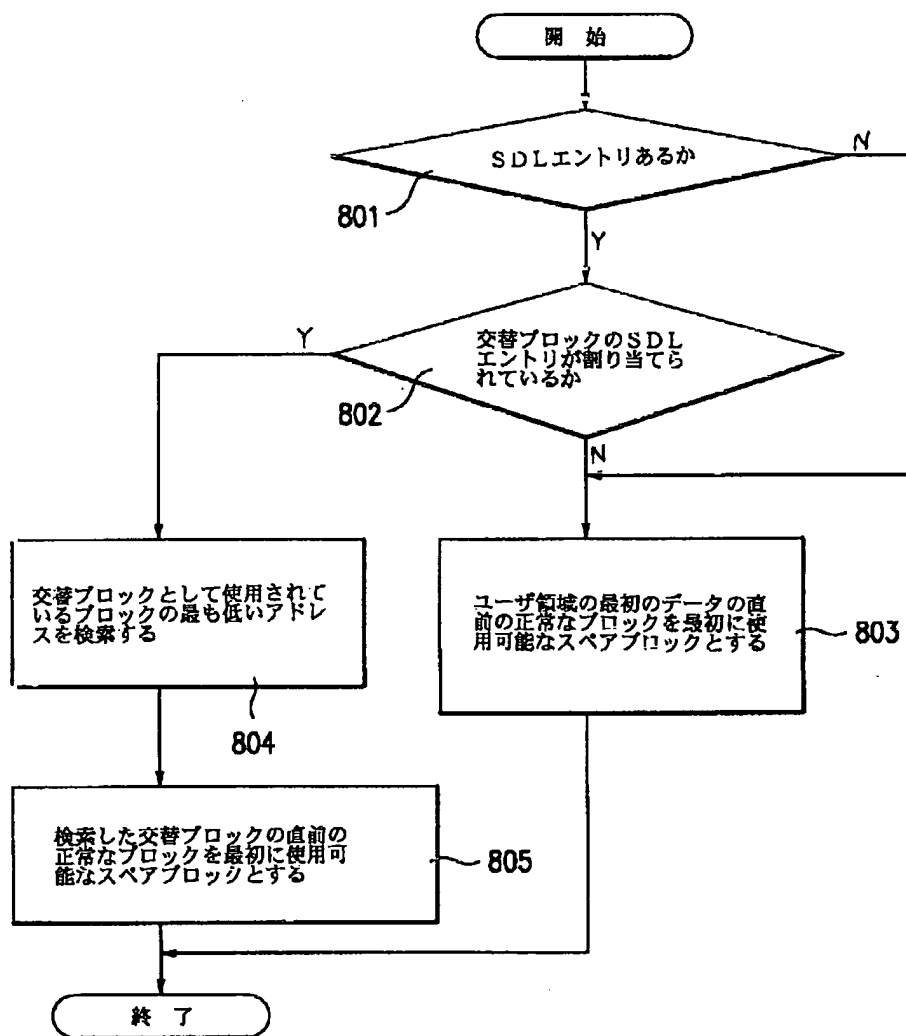 開 始
SDLエントリあるか
N
801
Y
交替ブロックのSDL
エントリが割り当てら
れているか
Y
802
N
交替ブロックとして使用されて
いるブロックの最も低いアドレ
スを検索する
804
ユーザ領域の最初のデータの直
前の正常なブロックを最初に使
用可能なスペアブロックとする
803
検索した交替ブロックの直前の
正常なブロックを最初に使用可
能なスペアブロックとする
805
終 了